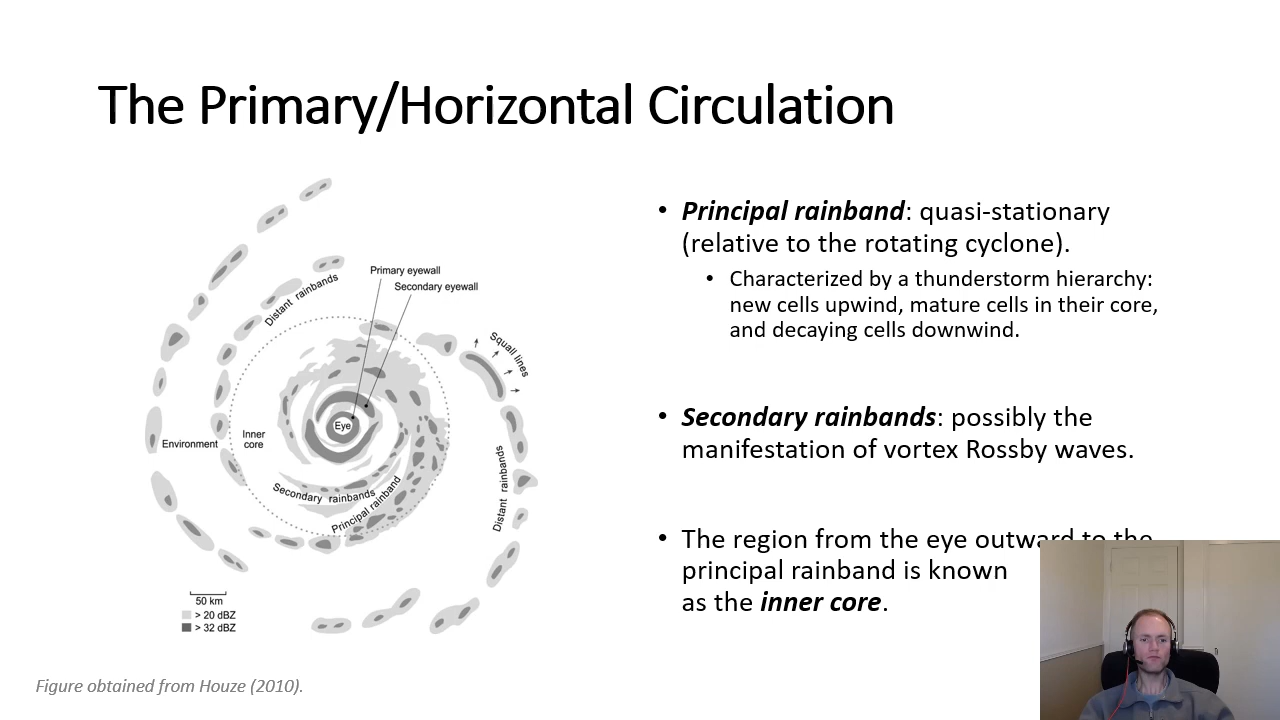 The Primary/Horizontal Circulation
Primary eyewall
Secondary eyewall
Distant rainbands
Squall lines
Eye
Environment
Inner
core
Secondary rainbands
Principal rainband
Distant rainbands
50 km
> 20 dBZ
> 32 dBZ
• Principal rainband: quasi-stationary
(relative to the rotating cyclone).
• Characterized by a thunderstorm hierarchy:
new cells upwind, mature cells in their core,
and decaying cells downwind.
• Secondary rainbands: possibly the
manifestation of vortex Rossby waves.
• The region from the eye outward to the
principal rainband is known
as the inner core.
Figure obtained from Houze (2010).